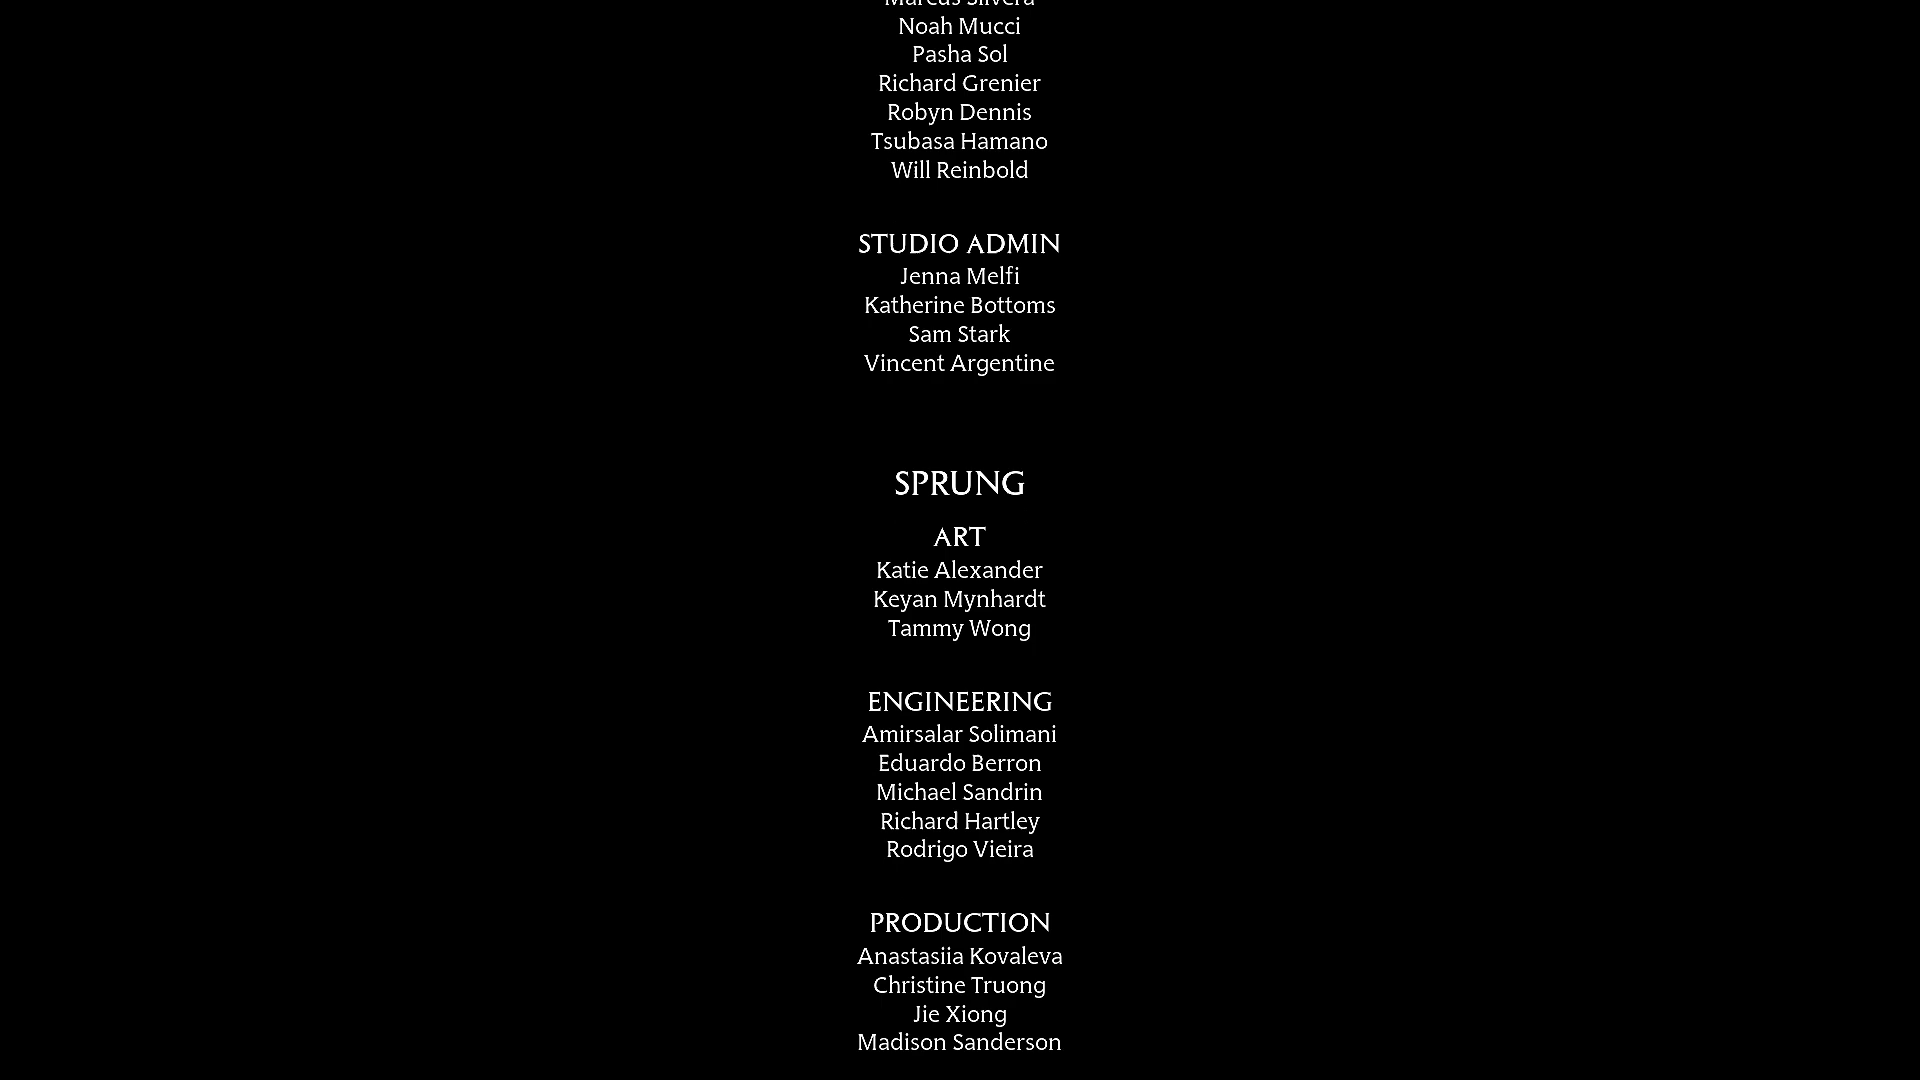 Marcus Silvera
Noah Mucci
Pasha Sol
Richard Grenier
Robyn Dennis
Tsubasa Hamano
Will Reinbold
STUDIO ADMIN
Jenna Melfi
Katherine Bottoms
Sam Stark
Vincent Argentine
SPRUNG
ART
Katie Alexander
Keyan Mynhardt
Tammy Wong
ENGINEERING
Amirsalar Solimani
Eduardo Berron
Michael Sandrin
Richard Hartley
Rodrigo Vieira
PRODUCTION
Anastasiia Kovaleva
Christine Truong
Jie Xiong
Madison Sanderson